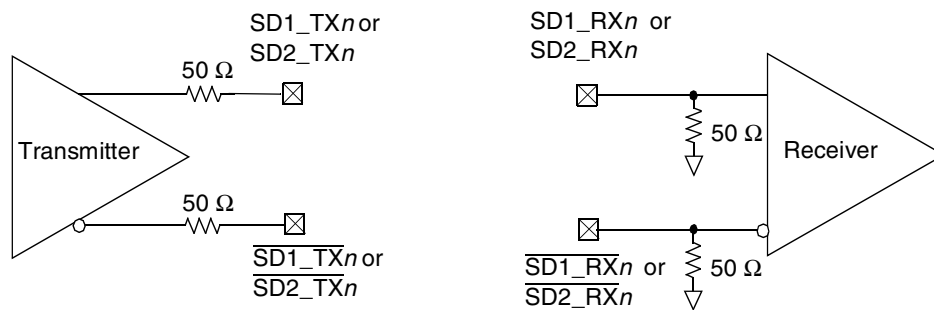 SD1_TXn or
SD2_TXn
50 Ω
Transmitter
50 Ω
SD1_TXn or
SD2_TXn
SD1_RXn or
SD2_RXn
50 Ω
Receiver
SD1_RXn or
SD2_RXn
50 Ω